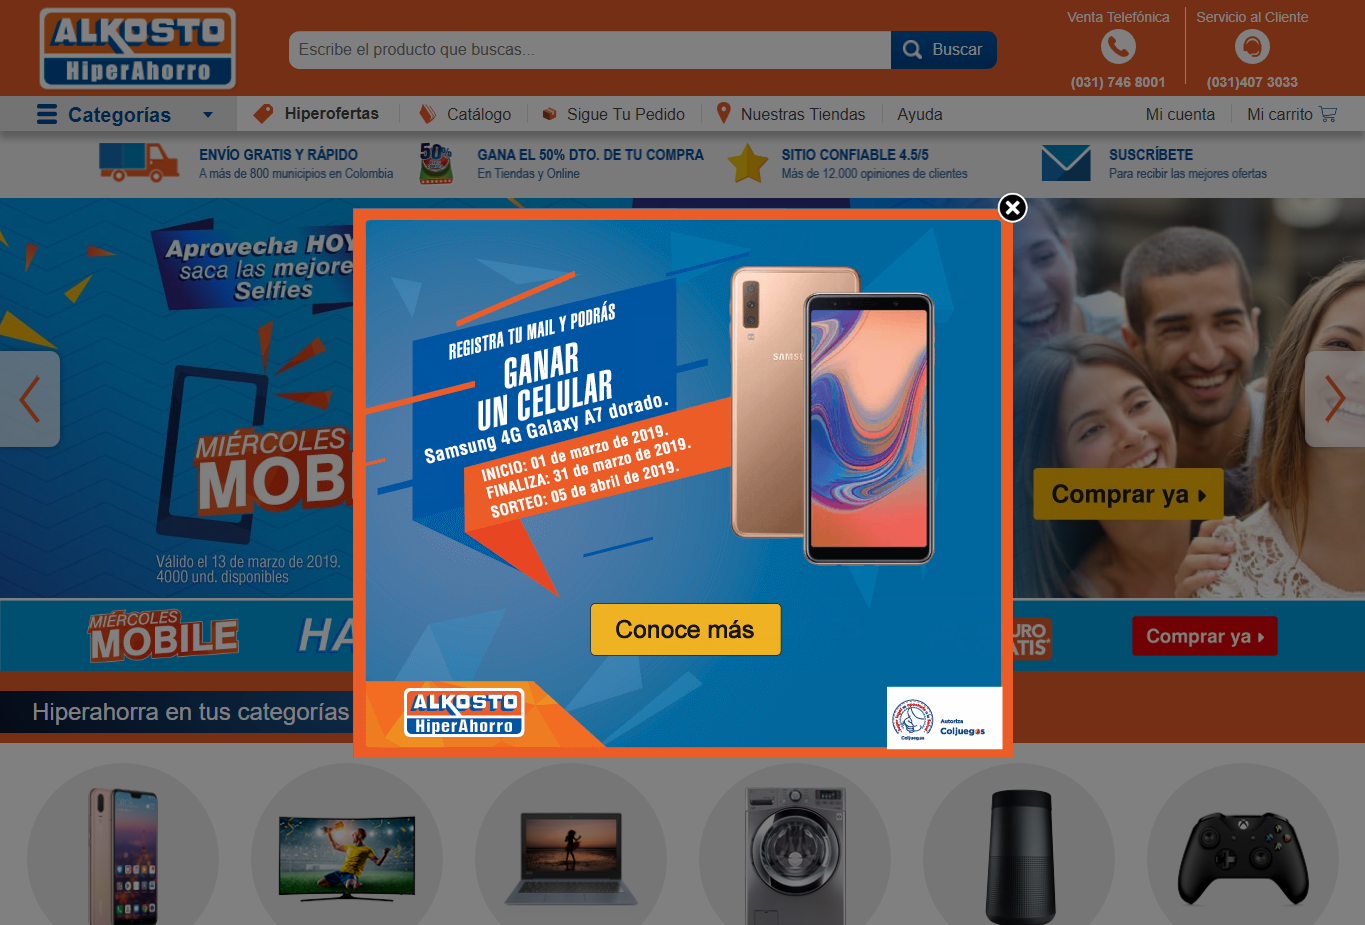 ALKOSTO
HiperAhorro
Escribe el producto que buscas...
Buscar
Venta Telefónica
(031) 746 8001
Servicio al Cliente
(031)407 3033
Categorías
Hiperofertas
Catálogo
Sigue Tu Pedido
Nuestras Tiendas
Ayuda
Mi cuenta
Mi carrito
ENVÍO GRATIS Y RÁPIDO
A más de 800 municipios en Colombia
50%
GANA EL 50% DTO. DE TU COMPRA
En Tiendas y Online
SITIO CONFIABLE 4.5/5
Más de 12.000 opiniones de clientes
SUSCRÍBETE
Para recibir las mejores ofertas
Aprovecha HOY
saca las mejore
Selfies
MIÉRCOLES
MOBI
Válido el 13 de marzo de 2019.
4000 und. disponibles
REGISTRA TU MAIL Y PODRÁS
GANAR
UN CELULAR
Samsung 4G Galaxy A7 dorado.
INICIO: 01 de marzo de 2019.
FINALIZA: 31 de marzo de 2019.
SORTEO: 05 de abril de 2019.
SAMSU
Conoce más
ALKOSTO
HiperAhorro
Coljuegos
Autoriza
Coljuegos
Comprar ya
MIÉRCOLES
MOBILE
HA
URO
ATIS*
Comprar ya
Hiperahorra en tus categorías